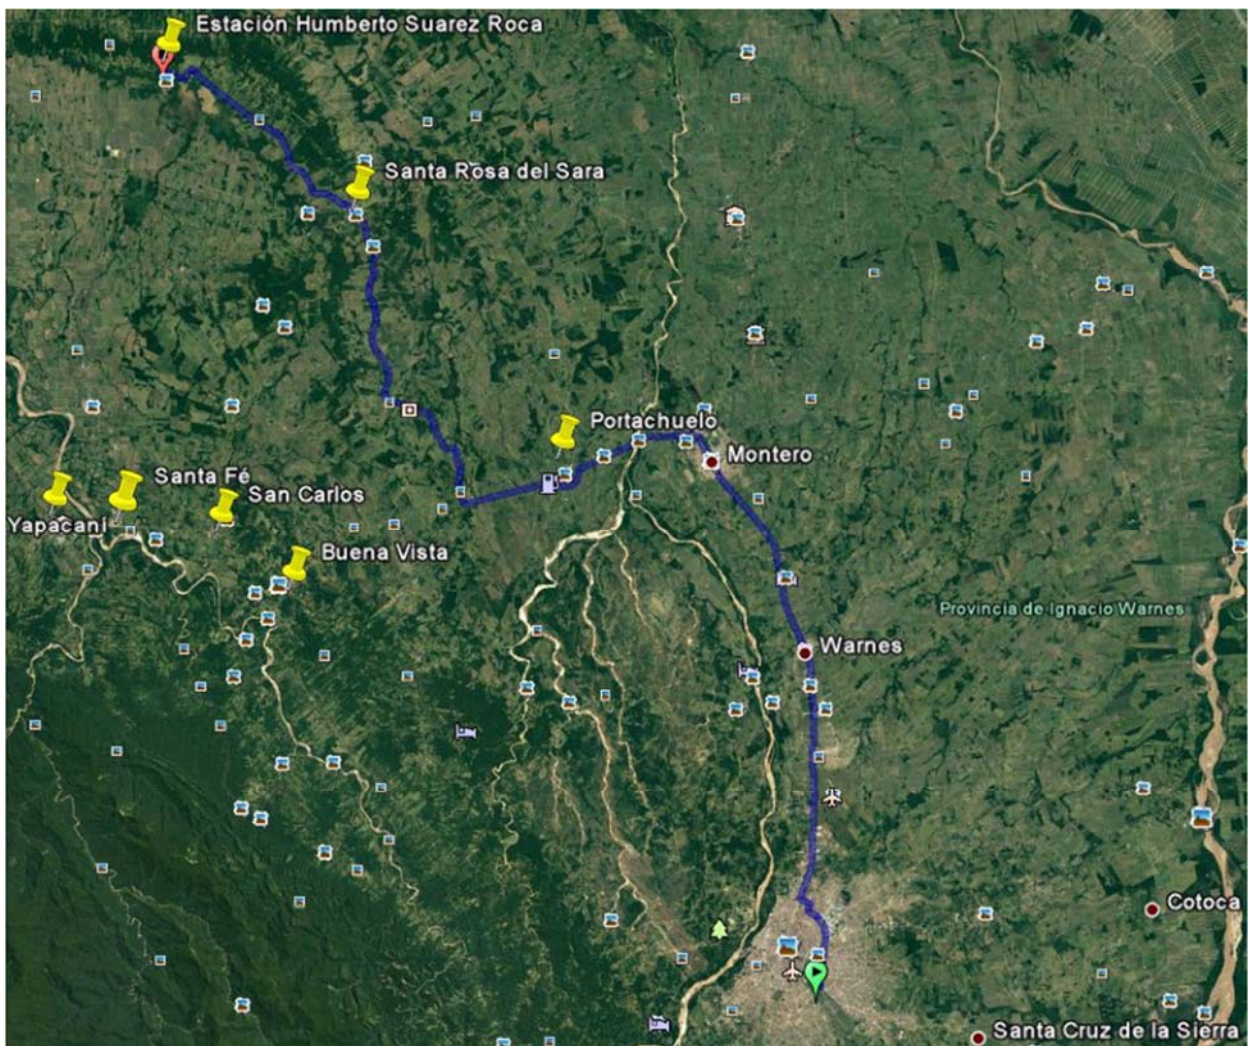 Estación Humberto Suarez Roca
Santa Rosa del Sara
Portachuelo
Montero
Santa Fé
San Carlos
Yapacaní
Buena Vista
Provincia de Ignacio Warnes
Warnes
Cotoca
Santa Cruz de la Sierra